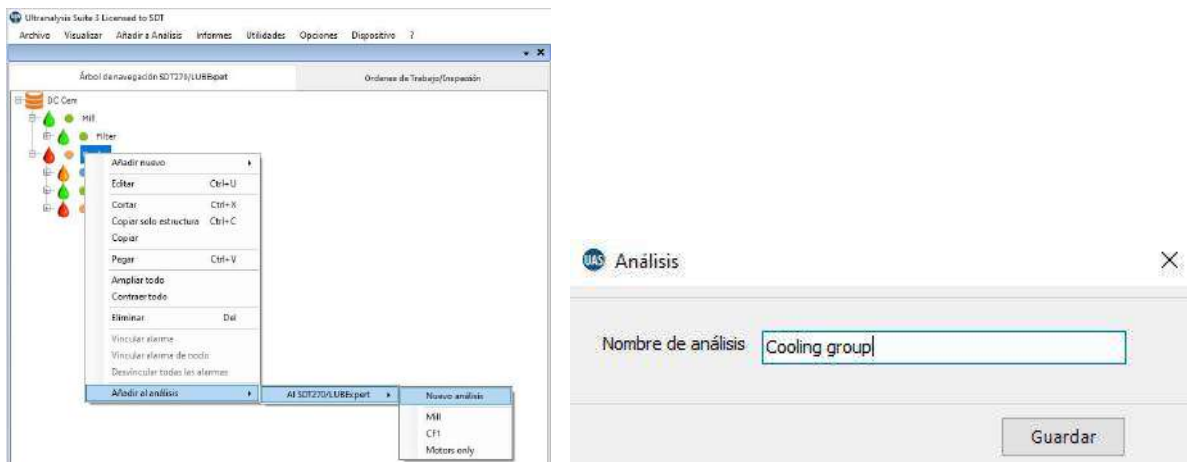 Ultranalysis Suite 3 Licensed to SDT
Archivo Visualizar Añadir a Análisis Informes Utilidades Opciones Dispositivo ?
Árbol de navegación SDT270/LUBExpert
Ordenes de Trabajo/Inspección
DC Cem
Mill
Filter
Añadir nuevo
Editar Ctrl+U
Cortar Ctrl+X
Copiar solo estructura Ctrl+C
Copiar
Pegar Ctrl+V
Ampliar todo
Contraer todo
Eliminar Del
Vincular alarma
Vincular alarma de nodo
Desvincular todas las alarmas
Añadir al análisis
Al SDT270/LUBExpert
Nuevo análisis
Mill
CF1
Motors only
UAS Análisis
Nombre de análisis Cooling group
Guardar